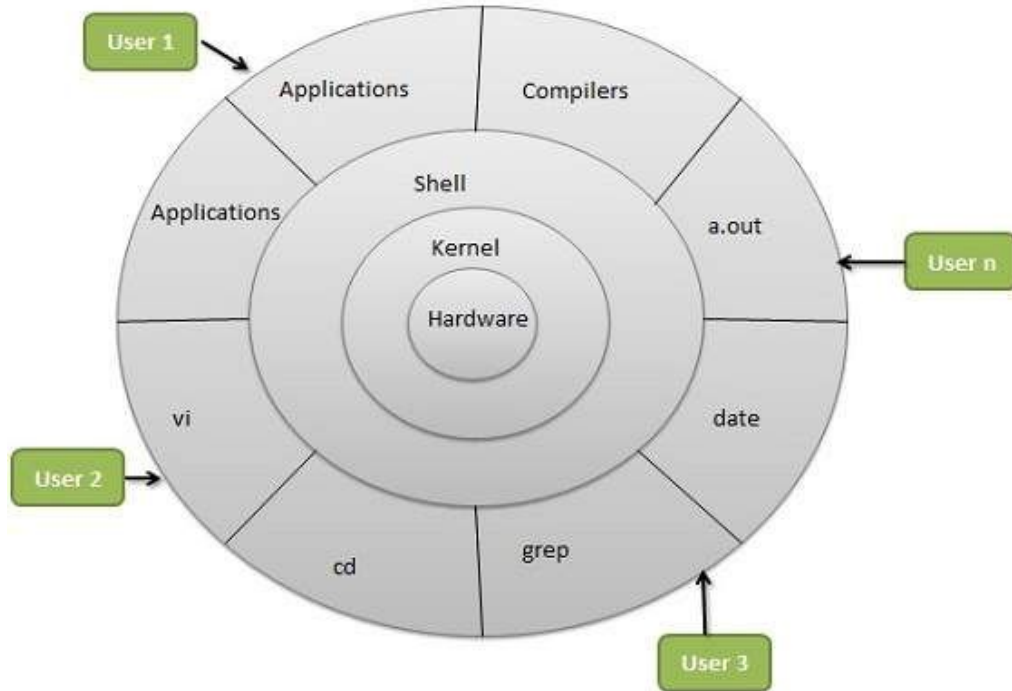 User 1
Applications
Compilers
Shell
Applications
a.out
Kernel
User n
Hardware
vi
date
User 2
grep
cd
User 3